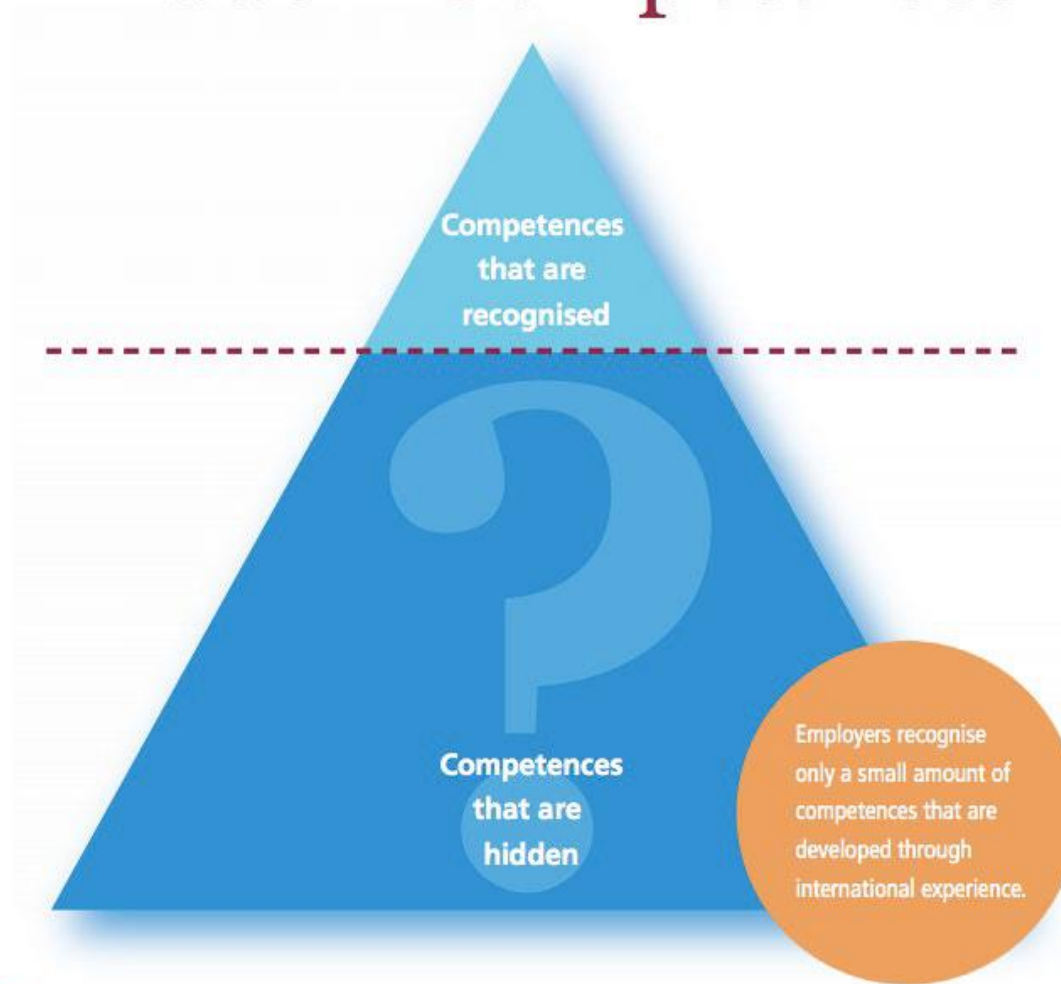 Competences
that are
recognised
?
Competences
that are
hidden
Employers recognise
only a small amount of
competences that are
developed through
international experience.